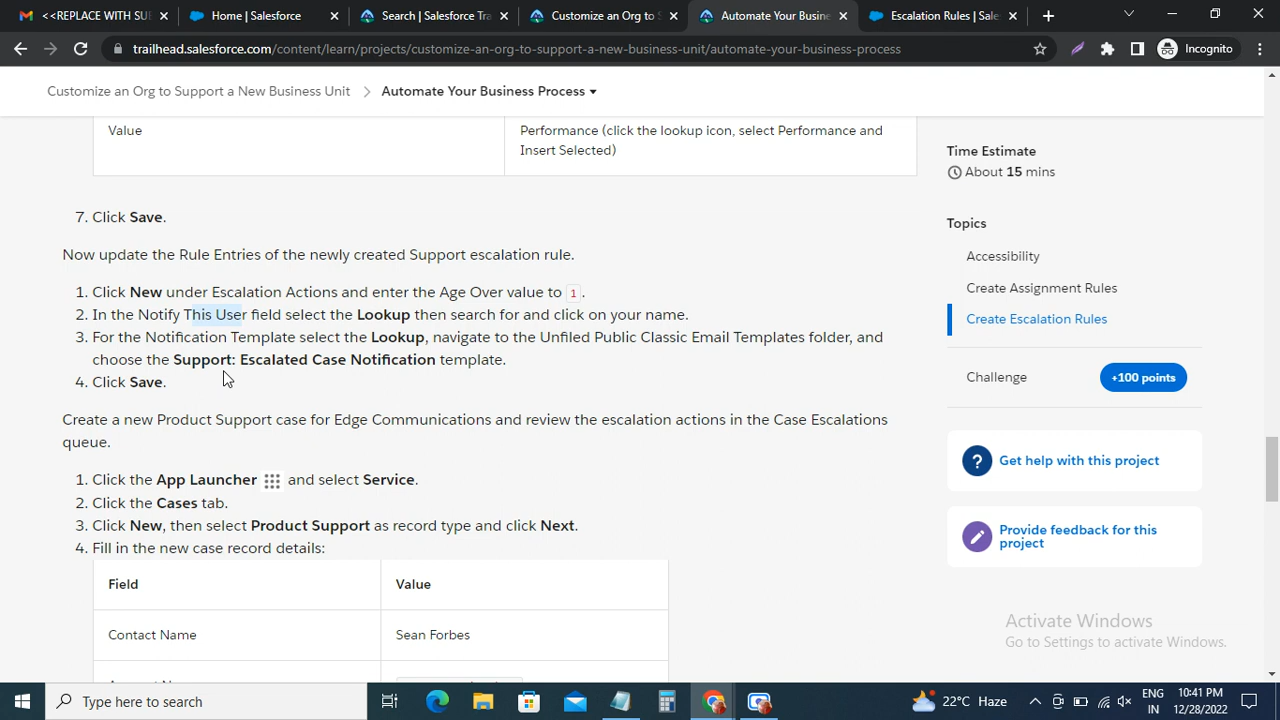 <<REPLACE WITH SU
Home | Salesforce
Search | Salesforce Tra
Customize an Org to S
Automate Your Busine
Escalation Rules | Sale
trailhead.salesforce.com/content/learn/projects/customize-an-org-to-support-a-new-business-unit/automate-your-business-process
Incognito
Customize an Org to Support a New Business Unit > Automate Your Business Process
Value
Performance (click the lookup icon, select Performance and
Insert Selected)
7. Click Save.
Now update the Rule Entries of the newly created Support escalation rule.
1. Click New under Escalation Actions and enter the Age Over value to 1.
2. In the Notify This User field select the Lookup then search for and click on your name.
3. For the Notification Template select the Lookup, navigate to the Unfiled Public Classic Email Templates folder, and
choose the Support: Escalated Case Notification template.
4. Click Save.
Create a new Product Support case for Edge Communications and review the escalation actions in the Case Escalations
queue.
1. Click the App Launcher and select Service.
2. Click the Cases tab.
3. Click New, then select Product Support as record type and click Next.
4. Fill in the new case record details:
Field
Value
Contact Name
Sean Forbes
Time Estimate
About 15 mins
Topics
Accessibility
Create Assignment Rules
Create Escalation Rules
Challenge
+100 points
? Get help with this project
Provide feedback for this
project
Activate Windows
Go to Settings to activate Windows.
Type here to search
22°C Haze
ENG
IN
10:41 PM
12/28/2022